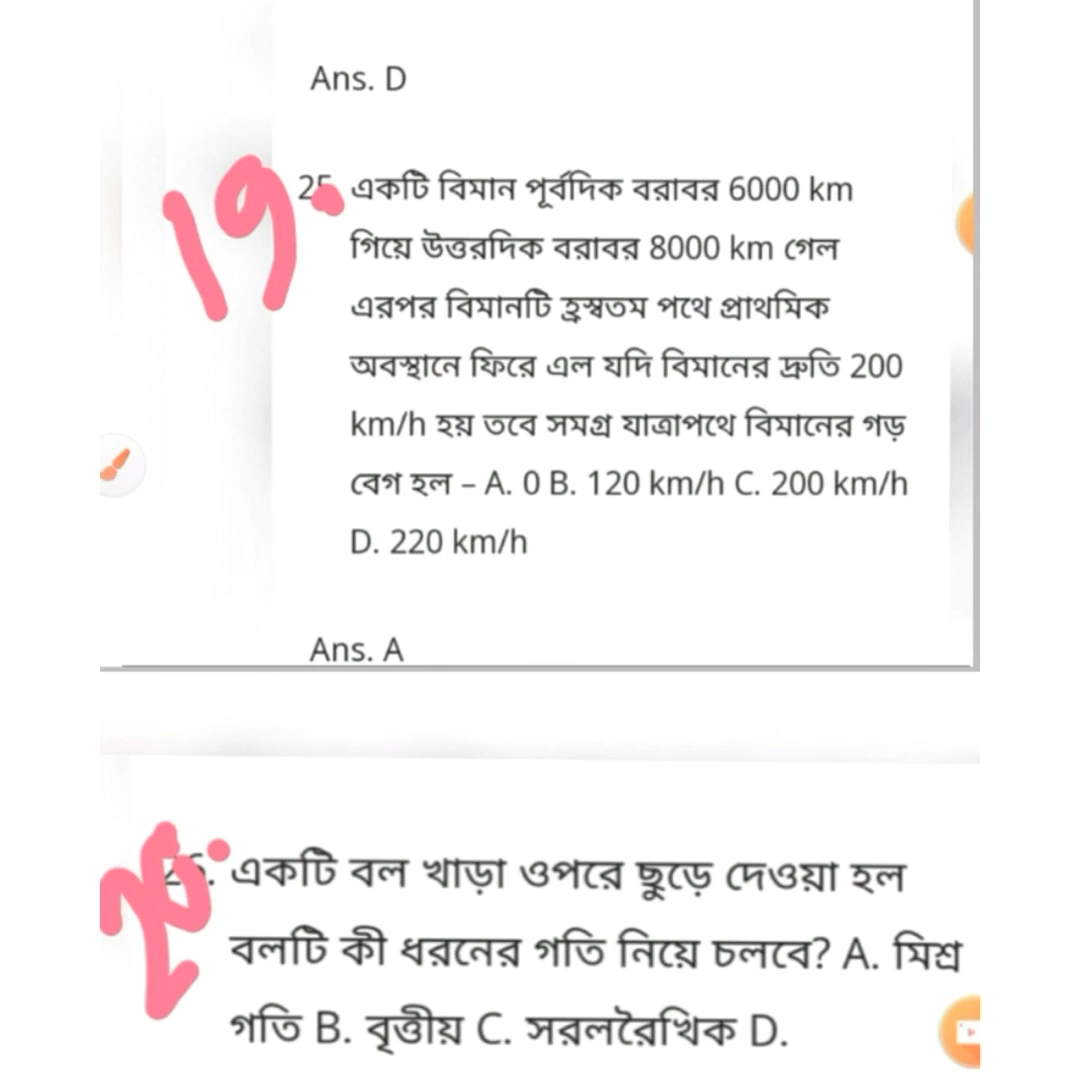 Ans. D
19.
25. একটি বিমান পূর্বদিক বরাবর 6000 km
গিয়ে উত্তরদিক বরাবর 8000 km গেল
এরপর বিমানটি হ্রস্বতম পথে প্রাথমিক
অবস্থানে ফিরে এল যদি বিমানের দ্রুতি 200
km/h হয় তবে সমগ্র যাত্রাপথে বিমানের গড়
বেগ হল – A. 0 B. 120 km/h C. 200 km/h
D. 220 km/h
Ans. A
একটি বল খাড়া ওপরে ছুড়ে দেওয়া হল
বলটি কী ধরনের গতি নিয়ে চলবে? A. মিশ্র
গতি B. বৃত্তীয় C. সরলরৈখিক D.